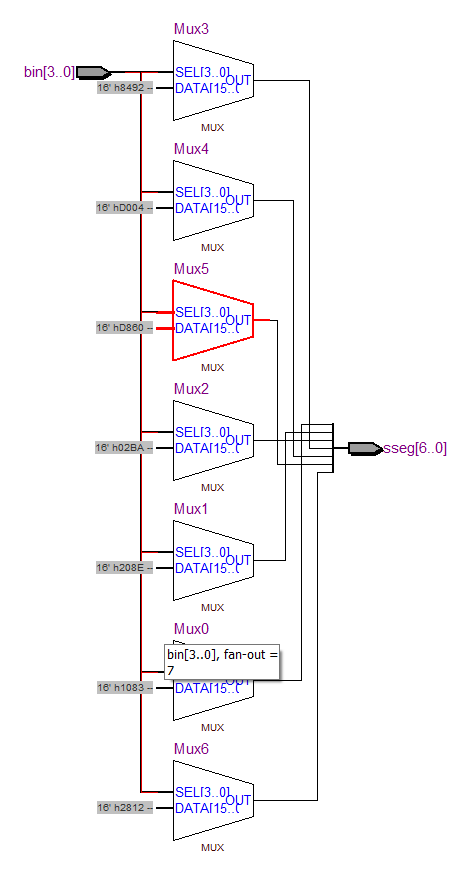 Mux3
bin[3..0]
SEL[3..0]
OUT
16' h8492 --
DATA[15..0]
MUX
Mux4
SEL[3..0]
OUT
16' hD004 --
DATA[15..0]
MUX
Mux5
SEL[3..0]
OUT
16' hD860 --
DATA[15..0]
MUX
Mux2
SEL[3..0]
OUT
16' h02BA --
DATA[15..0]
MUX
sseg[6..0]
Mux1
SEL[3..0]
OUT
16' h208E --
DATA[15..0]
MUX
Mux0
bin[3..0], fan-out =
7
OUT
16' h1083 --
DATA[15..0]
MUX
Mux6
SEL[3..0]
OUT
16' h2812 --
DATA[15..0]
MUX